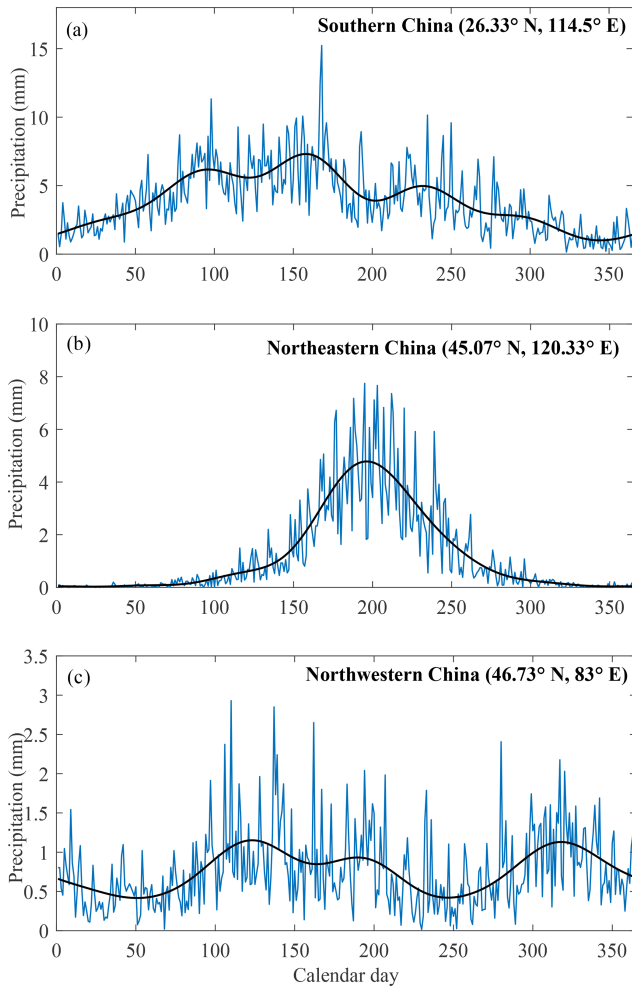 (a)
Southern China (26.33° N, 114.5° E)
Precipitation (mm)
15
10
5
0
0 50 100 150 200 250 300 350
(b)
Northeastern China (45.07° N, 120.33° E)
Precipitation (mm)
10
8
6
4
2
0
0 50 100 150 200 250 300 350
(c)
Northwestern China (46.73° N, 83° E)
Precipitation (mm)
3.5
3
2.5
2
1.5
1
0.5
0
0 50 100 150 200 250 300 350
Calendar day